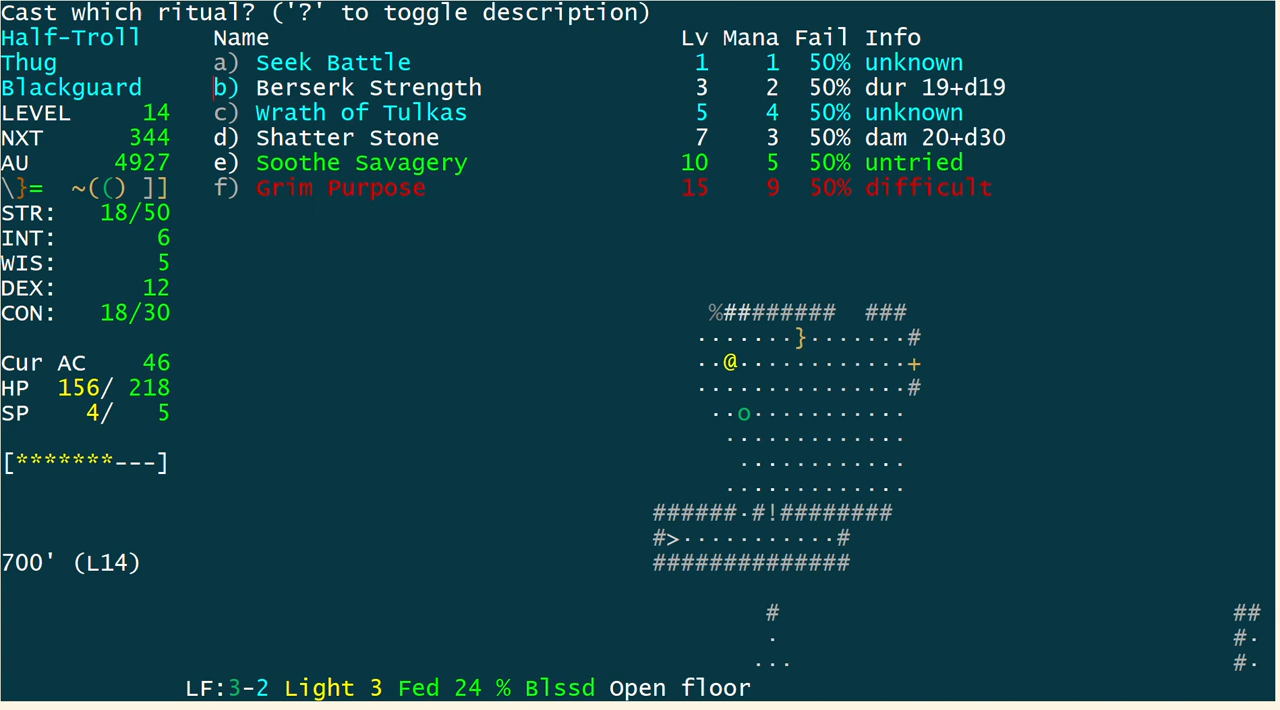 Cast which ritual? ('?' to toggle description)
Half-Troll Name Lv Mana Fail Info
Thug a) Seek Battle 1 1 50% unknown
Blackguard b) Berserk Strength 3 2 50% dur 19+d19
LEVEL 14 c) Wrath of Tulkas 5 4 50% unknown
NXT 344 d) Shatter Stone 7 3 50% dam 20+d30
AU 4927 e) Soothe Savagery 10 5 50% untried
\}= ~(() ]] f) Grim Purpose 15 9 50% difficult
STR: 18/50
INT: 6
WIS: 5
DEX: 12
CON: 18/30 %######## ###
.......}.......#
Cur AC 46 ..@............+
HP 156/ 218 ..............#
SP 4/ 5 ..o...........
.............
[*******---] ............
.............
######.#!########
#>...........#
700' (L14) ##############
# ##
. #.
... #.
LF:3-2 Light 3 Fed 24 % Blssd Open floor